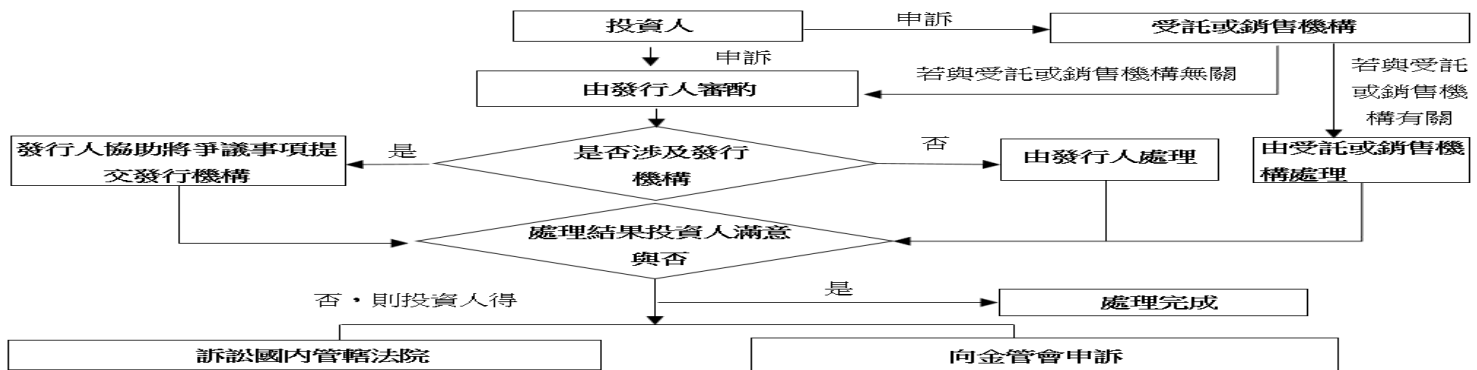 投資人
申訴
受託或銷售機構
申訴
若與受託或銷售機構無關
若與受託
或銷售機
構有關
由發行人審酌
發行人協助將爭議事項提
交發行機構
是
是否涉及發行
機構
否
由發行人處理
由受託或銷售機
構處理
處理結果投資人滿意
與否
否，則投資人得
是
處理完成
訴訟國內管轄法院
向金管會申訴